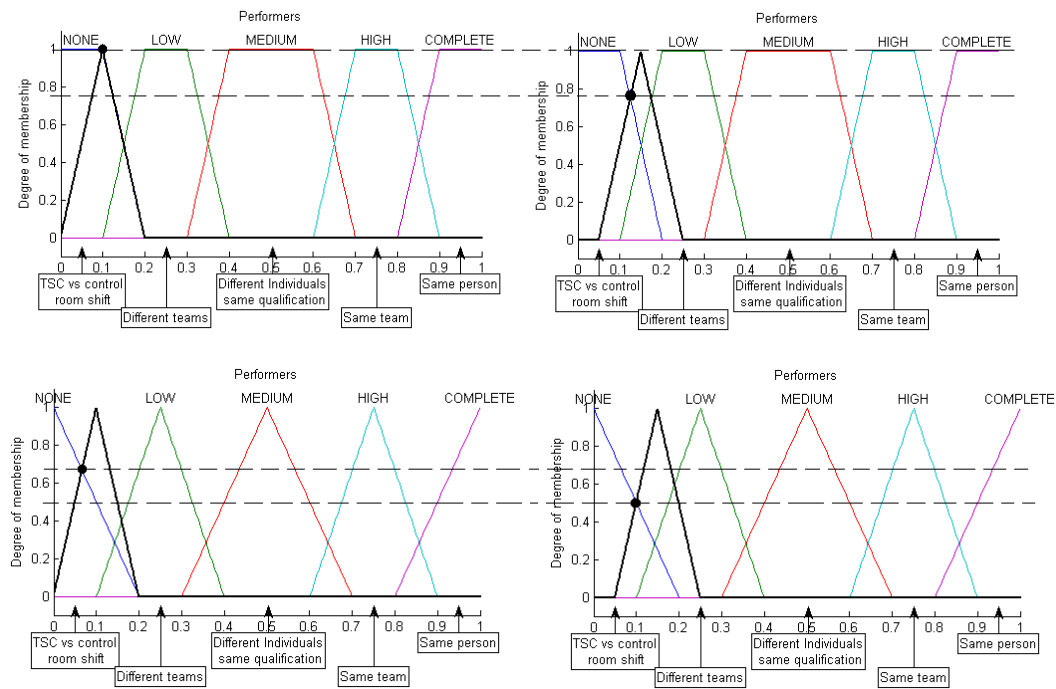 Performers
NONE LOW MEDIUM HIGH COMPLETE
Degree of membership
1
0.8
0.6
0.4
0.2
0
0 0.1 0.2 0.3 0.4 0.5 0.6 0.7 0.8 0.9 1
TSC vs control
room shift
Different teams
Different Individuals
same qualification
Same team
Same person
Performers
NONE LOW MEDIUM HIGH COMPLETE
Degree of membership
1
0.8
0.6
0.4
0.2
0
0 0.1 0.2 0.3 0.4 0.5 0.6 0.7 0.8 0.9 1
TSC vs control
room shift
Different teams
Different Individuals
same qualification
Same team
Same person
Performers
NONE LOW MEDIUM HIGH COMPLETE
Degree of membership
1
0.8
0.6
0.4
0.2
0
0 0.1 0.2 0.3 0.4 0.5 0.6 0.7 0.8 0.9 1
TSC vs control
room shift
Different teams
Different Individuals
same qualification
Same team
Same person
Performers
NONE LOW MEDIUM HIGH COMPLETE
Degree of membership
1
0.8
0.6
0.4
0.2
0
0 0.1 0.2 0.3 0.4 0.5 0.6 0.7 0.8 0.9 1
TSC vs control
room shift
Different teams
Different Individuals
same qualification
Same team
Same person